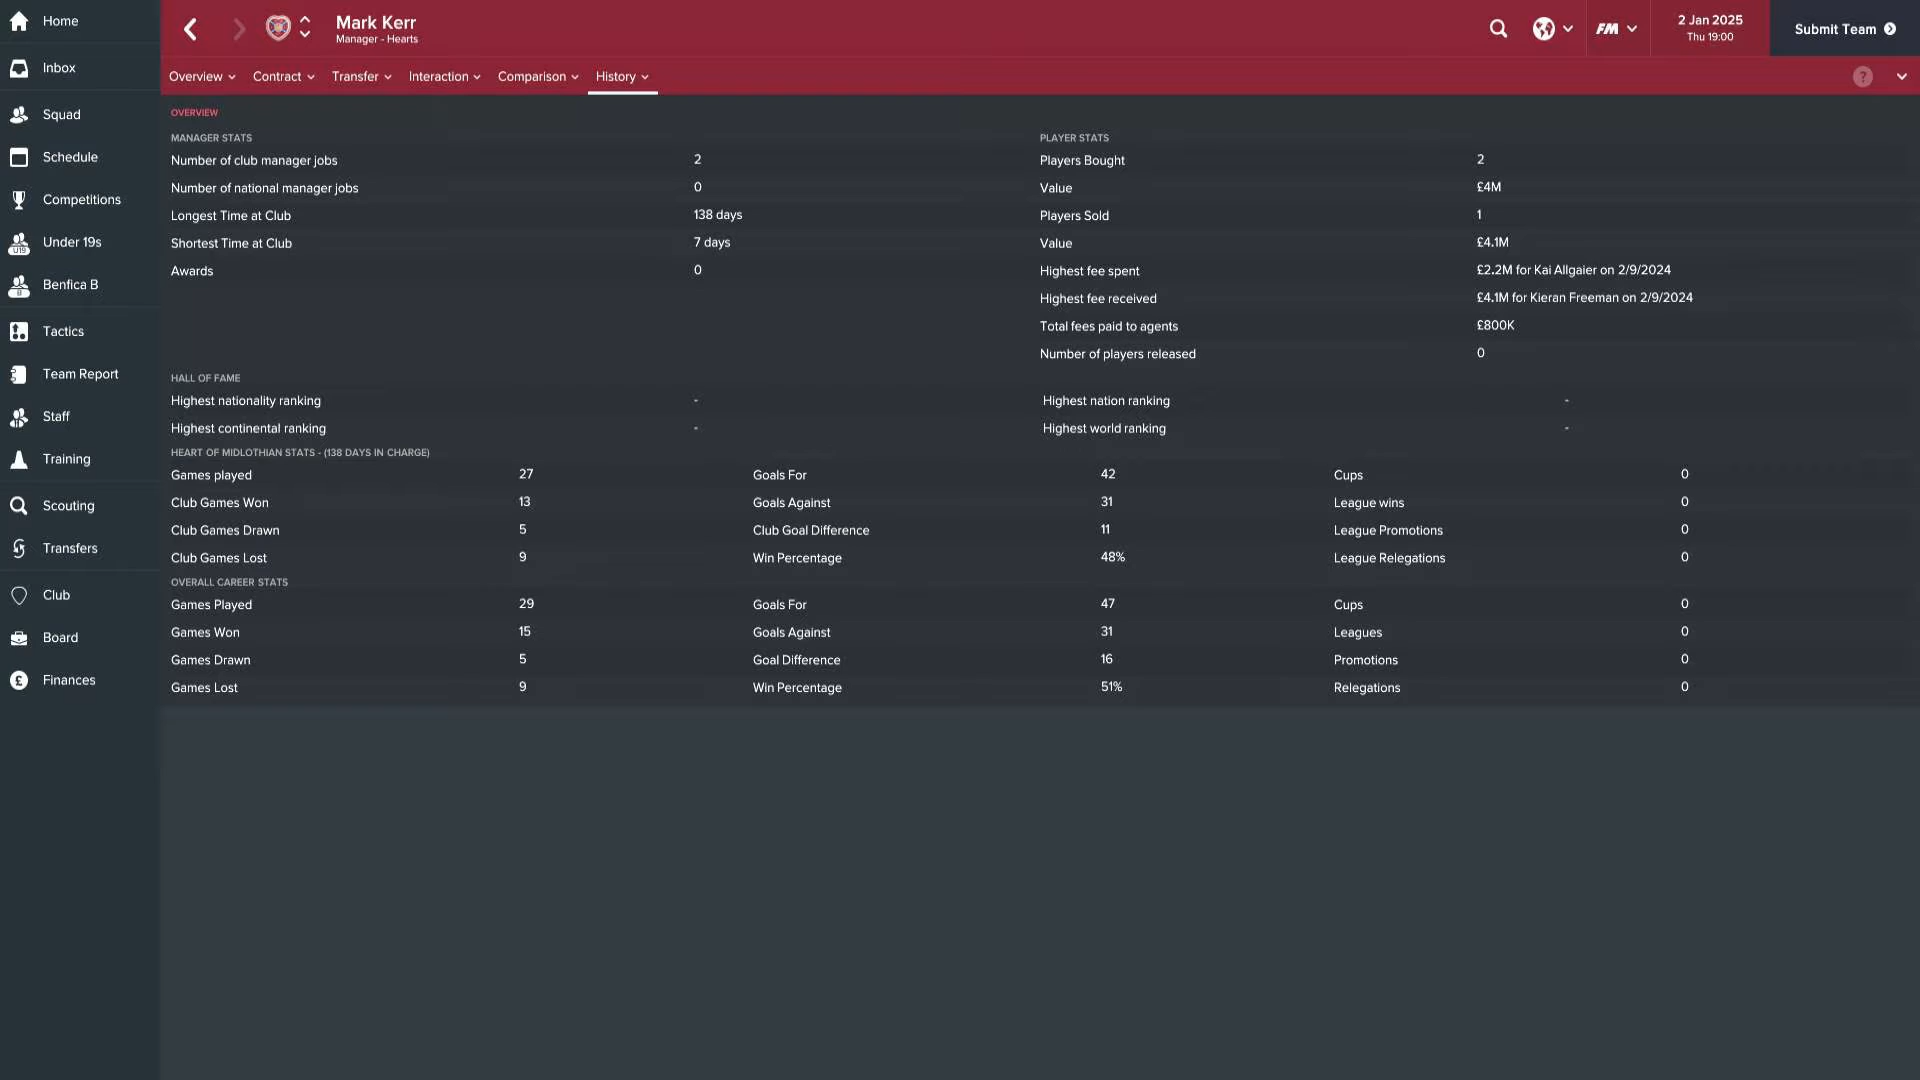 Home
Inbox
Squad
Schedule
Competitions
Under 19s
Benfica B
Tactics
Team Report
Staff
Training
Scouting
Transfers
Club
Board
Finances
Mark Kerr
Manager - Hearts
FM
2 Jan 2025
Thu 19:00
Submit Team
Overview Contract Transfer Interaction Comparison History ?
OVERVIEW
MANAGER STATS
Number of club manager jobs 2
Number of national manager jobs 0
Longest Time at Club 138 days
Shortest Time at Club 7 days
Awards 0
PLAYER STATS
Players Bought 2
Value £4M
Players Sold 1
Value £4.1M
Highest fee spent £2.2M for Kai Allgaier on 2/9/2024
Highest fee received £4.1M for Kieran Freeman on 2/9/2024
Total fees paid to agents £800K
Number of players released 0
HALL OF FAME
Highest nationality ranking - Highest nation ranking -
Highest continental ranking - Highest world ranking -
HEART OF MIDLOTHIAN STATS - (138 DAYS IN CHARGE)
Games played 27 Goals For 42 Cups 0
Club Games Won 13 Goals Against 31 League wins 0
Club Games Drawn 5 Club Goal Difference 11 League Promotions 0
Club Games Lost 9 Win Percentage 48% League Relegations 0
OVERALL CAREER STATS
Games Played 29 Goals For 47 Cups 0
Games Won 15 Goals Against 31 Leagues 0
Games Drawn 5 Goal Difference 16 Promotions 0
Games Lost 9 Win Percentage 51% Relegations 0